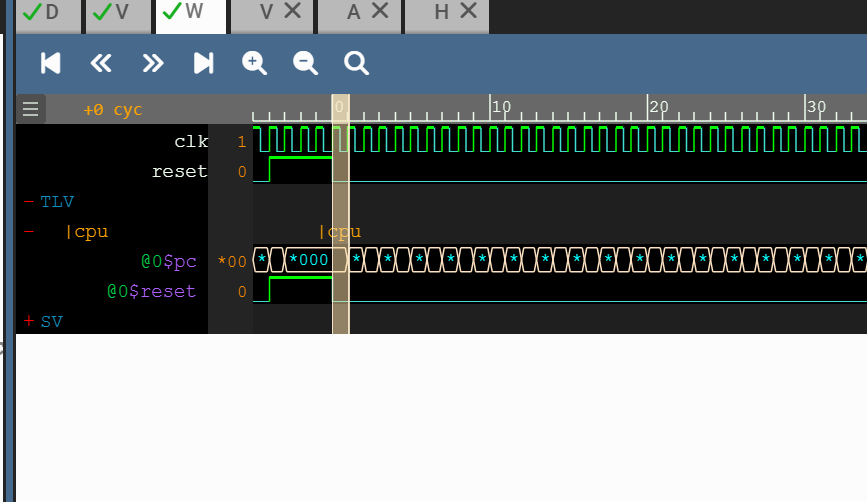 D V W V A H
+0 cyc 0 10 20 30
clk 1
reset 0
− TLV
− |cpu |cpu
@0$pc *00 * *000 * * * * * * * * * * * * * * * * *
@0$reset 0
+ SV